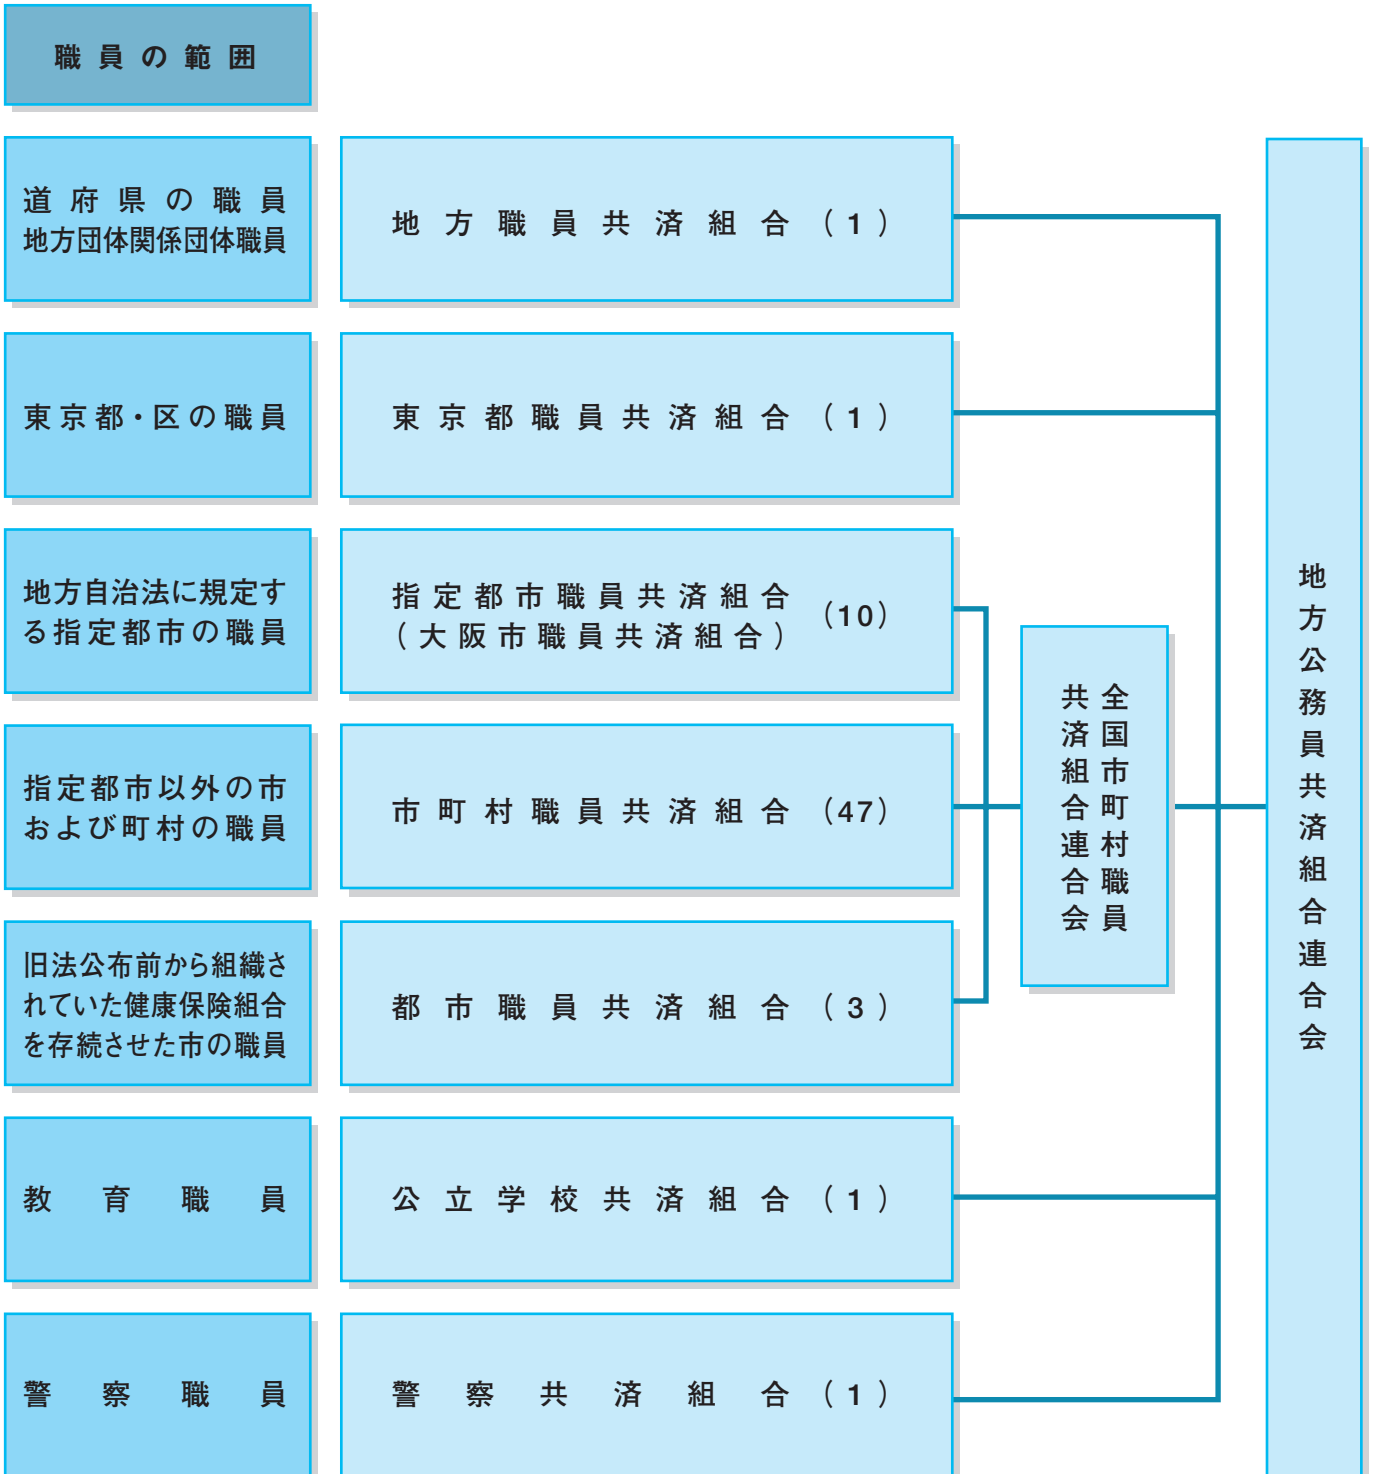 職員の範囲
道府県の職員
地方団体関係団体職員
地方職員共済組合(1)
東京都・区の職員
東京都職員共済組合(1)
地方自治法に規定す
る指定都市の職員
指定都市職員共済組合
(大阪市職員共済組合)
(10)
指定都市以外の市
および町村の職員
市町村職員共済組合(47)
旧法公布前から組織さ
れていた健康保険組合
を存続させた市の職員
都市職員共済組合(3)
教育職員
公立学校共済組合(1)
警察職員
警察共済組合(1)
全国市町村職員
共済組合連合会
地方公務員共済組合連合会